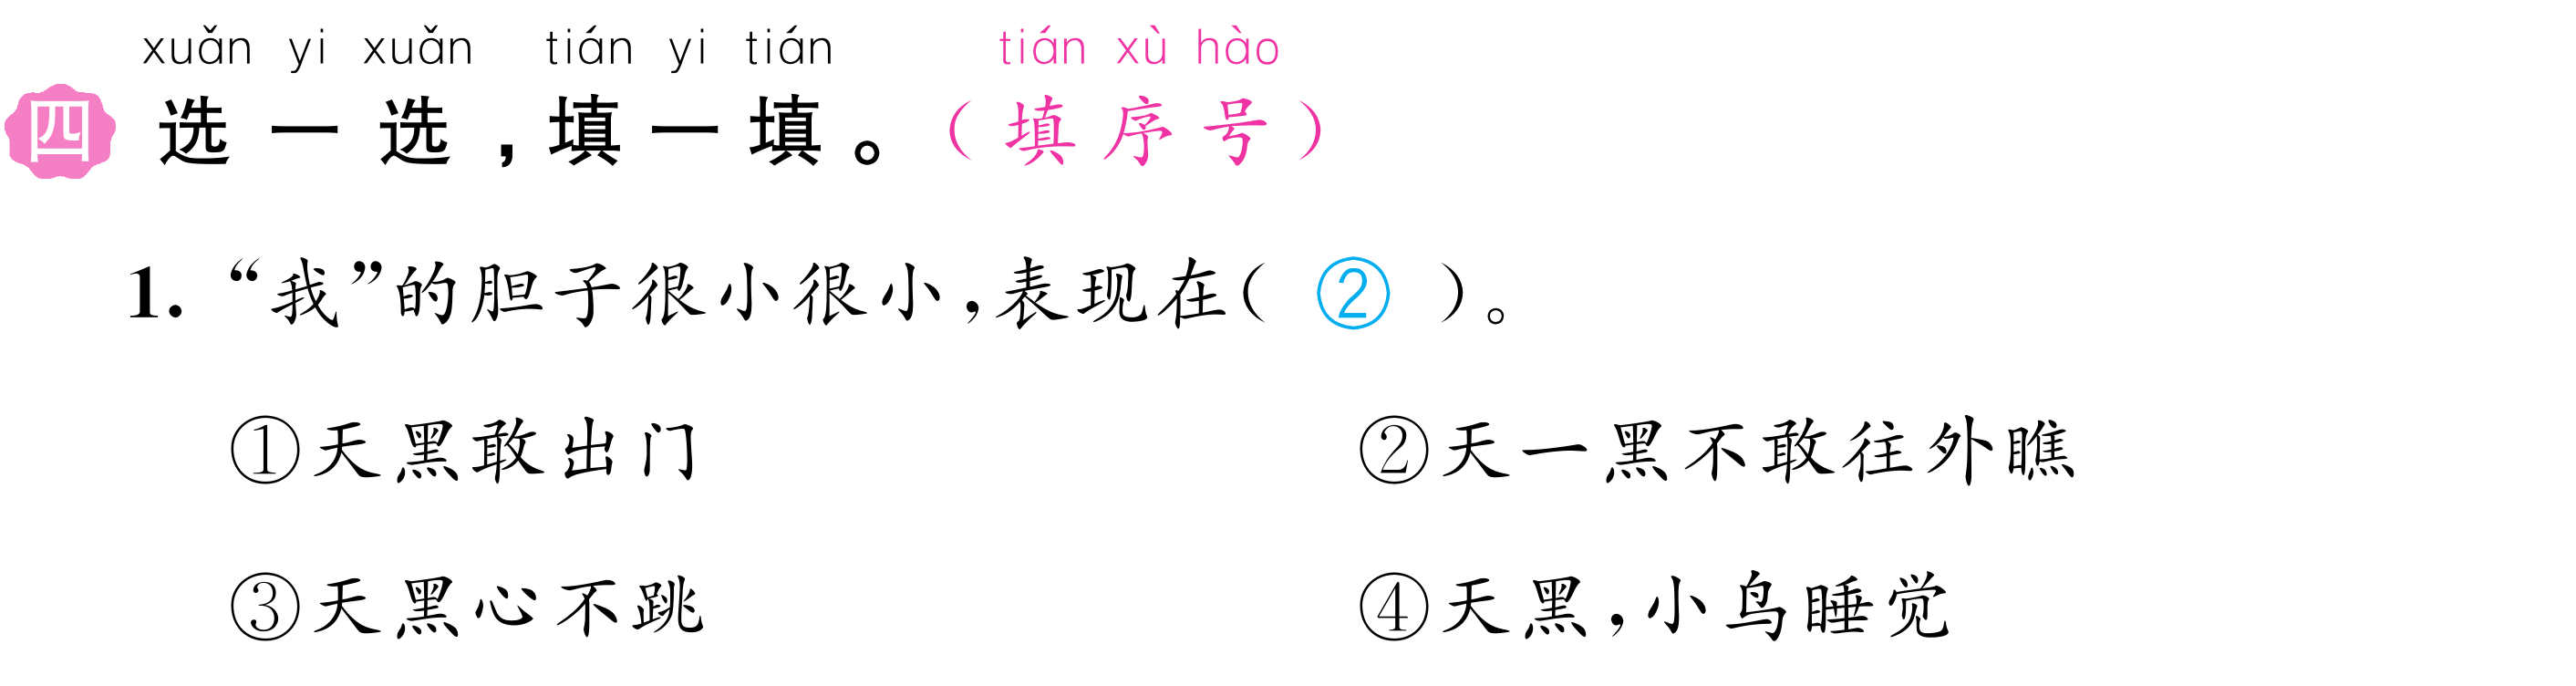 xuǎn yi xuǎn tián yi tián tián xù hào
四 选一选，填一填。（填序号）
1. “我”的胆子很小很小，表现在( ② )。
①天黑敢出门 ②天一黑不敢往外瞧
③天黑心不跳 ④天黑，小鸟睡觉